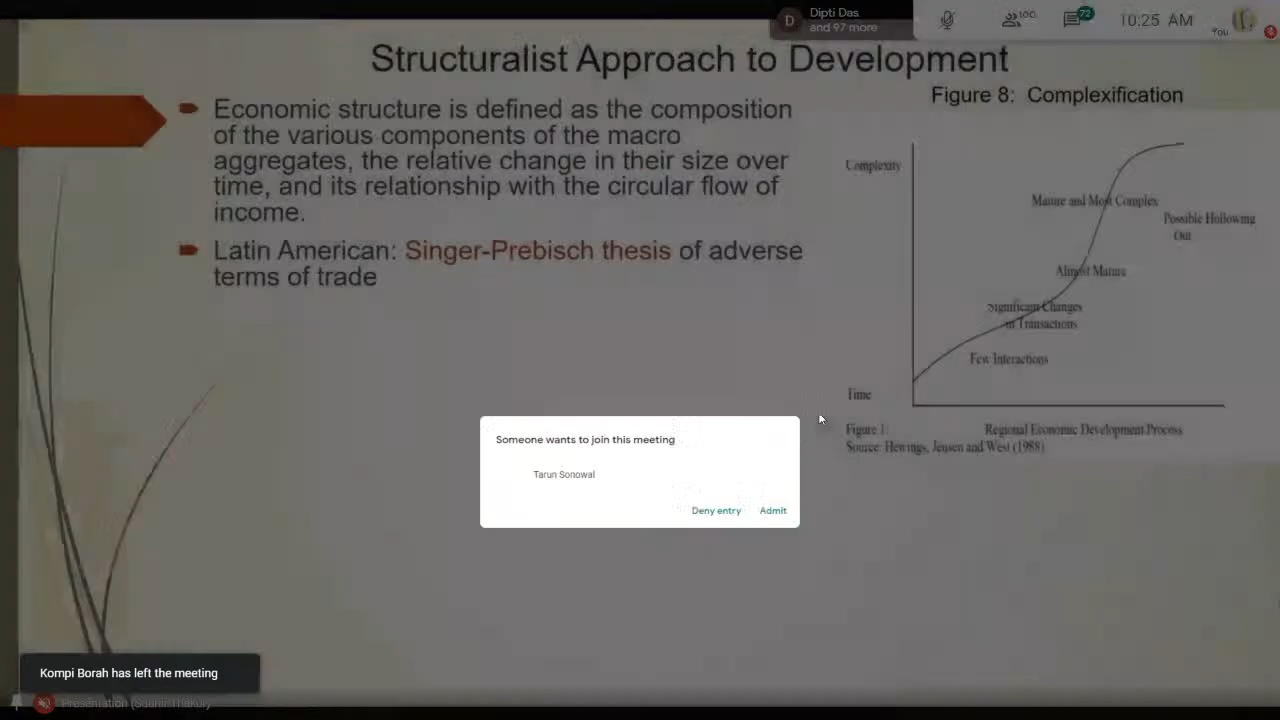 Dipti Das
and 97 more
D
100
72
10:25 AM
You
Structuralist Approach to Development
Figure 8: Complexification
Economic structure is defined as the composition
of the various components of the macro
aggregates, the relative change in their size over
time, and its relationship with the circular flow of
income.
Latin American: Singer-Prebisch thesis of adverse
terms of trade
Complexity
Mature and Most Complex
Possible Hollowing
Out
Almost Mature
Significant Changes
in Transactions
Few Interactions
Time
Figure 1: Regional Economic Development Process
Source: Hewings, Jensen and West (1988)
Someone wants to join this meeting
Tarun Sonowal
Deny entry Admit
Kompi Borah has left the meeting
Presentation